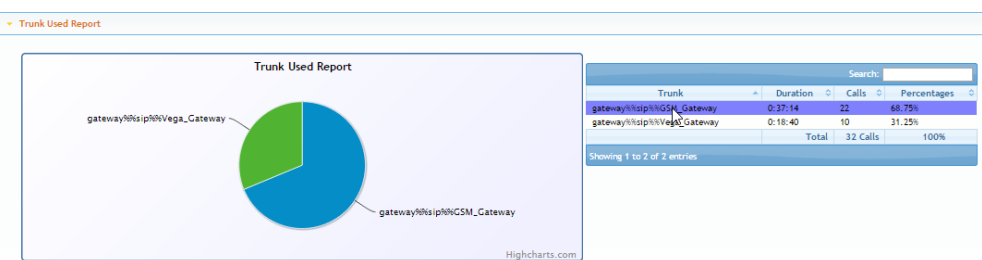 Trunk Used Report
Trunk Used Report
gateway%%sip%%Vega_Gateway
gateway%%sip%%GSM_Gateway
Highcharts.com
Search:
Trunk Duration Calls Percentages
gateway%%sip%%GSM_Gateway 0:37:14 22 68.75%
gateway%%sip%%Vega_Gateway 0:18:40 10 31.25%
Total 32 Calls 100%
Showing 1 to 2 of 2 entries